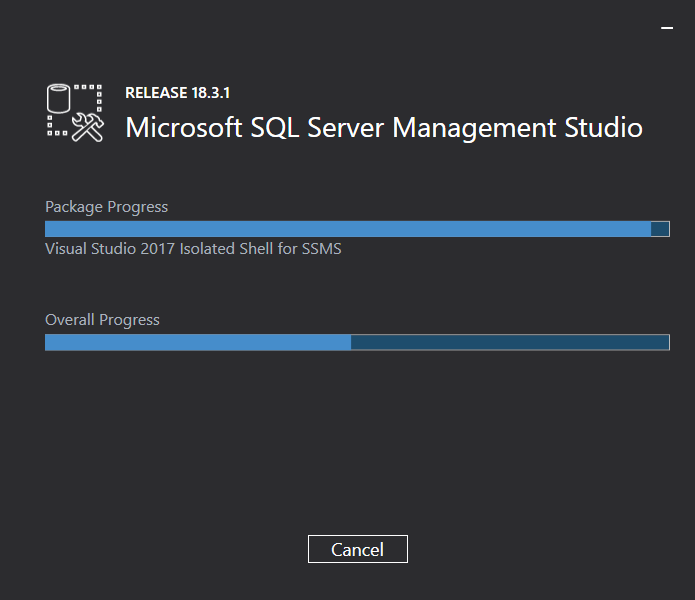 RELEASE 18.3.1
Microsoft SQL Server Management Studio
Package Progress
Visual Studio 2017 Isolated Shell for SSMS
Overall Progress
Cancel